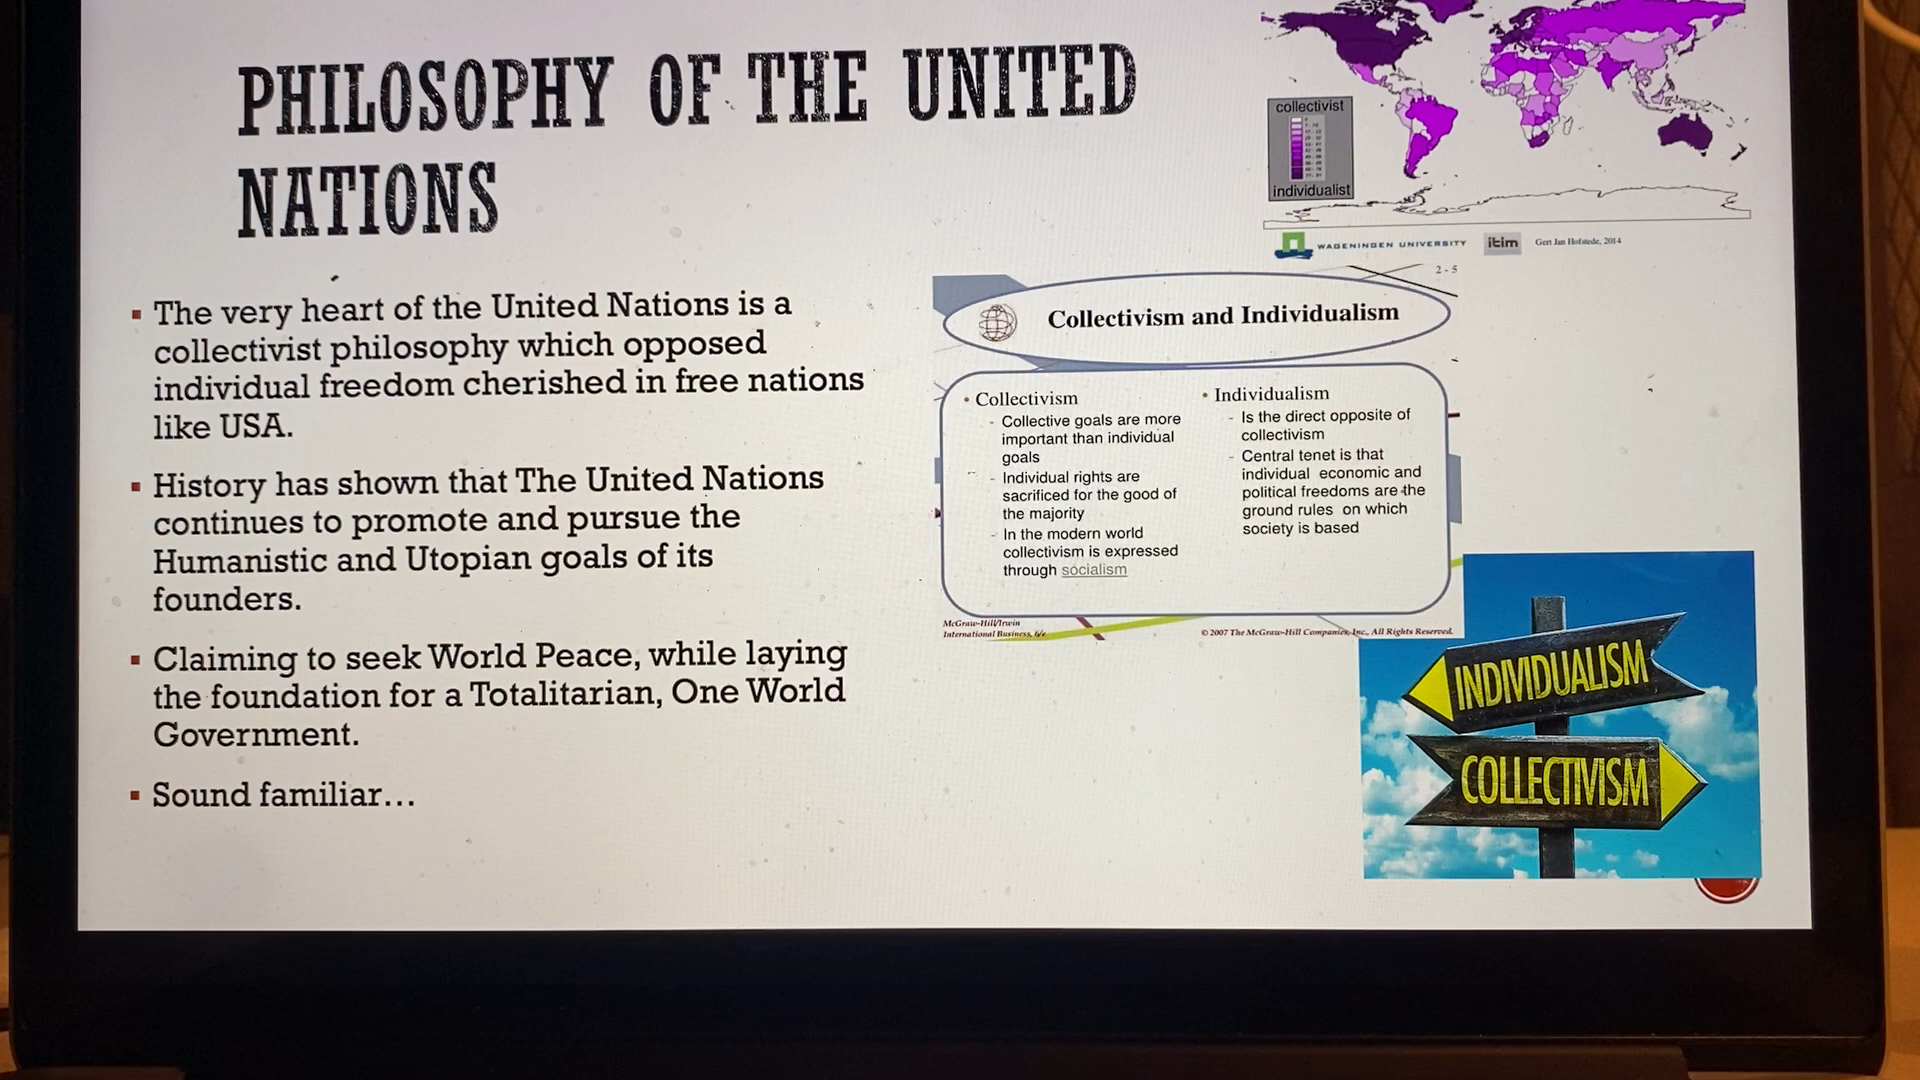 PHILOSOPHY OF THE UNITED
NATIONS
▪ The very heart of the United Nations is a
collectivist philosophy which opposed
individual freedom cherished in free nations
like USA.
▪ History has shown that The United Nations
continues to promote and pursue the
Humanistic and Utopian goals of its
founders.
▪ Claiming to seek World Peace, while laying
the foundation for a Totalitarian, One World
Government.
▪ Sound familiar...
collectivist
individualist
WAGENINGEN UNIVERSITY
itim
Gert Jan Hofstede, 2014
2 - 5
Collectivism and Individualism
• Collectivism
- Collective goals are more
important than individual
goals
- Individual rights are
sacrificed for the good of
the majority
- In the modern world
collectivism is expressed
through socialism
• Individualism
- Is the direct opposite of
collectivism
- Central tenet is that
individual economic and
political freedoms are the
ground rules on which
society is based
McGraw-Hill/Irwin
International Business, 6/e
© 2007 The McGraw-Hill Companies, Inc., All Rights Reserved.
INDIVIDUALISM
COLLECTIVISM